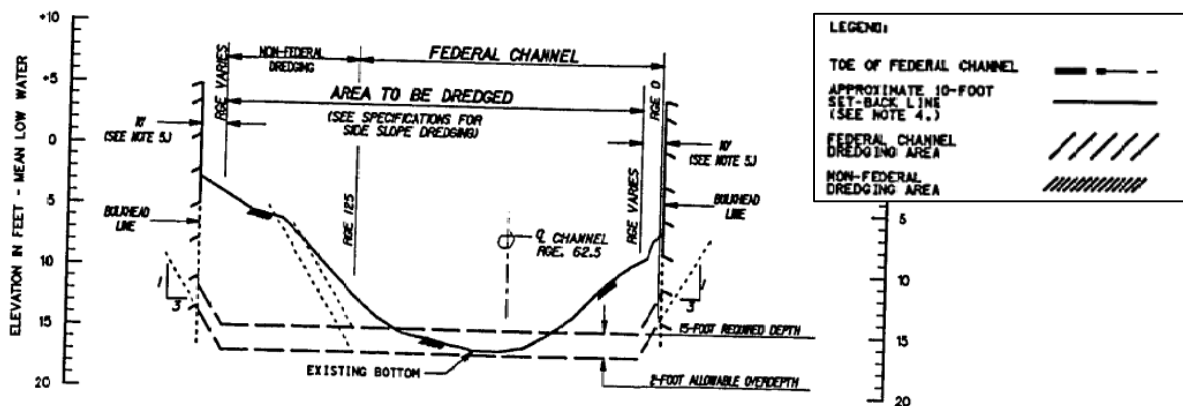 +10
+5
0
5
10
15
20
ELEVATION IN FEET - MEAN LOW WATER
RGE VARIES
NON-FEDERAL
DREDGING
FEDERAL CHANNEL
AREA TO BE DREDGED
(SEE SPECIFICATIONS FOR
SIDE SLOPE DREDGING)
RGE 0
10'
(SEE NOTE 5.)
10'
(SEE NOTE 5.)
BULKHEAD
LINE
RGE 125
CHANNEL
RGE. 62.5
RGE VARIES
BULKHEAD
LINE
1
3
1
3
15-FOOT REQUIRED DEPTH
EXISTING BOTTOM
2-FOOT ALLOWABLE OVERDEPTH
5
10
15
20
LEGEND:
TOE OF FEDERAL CHANNEL
APPROXIMATE 10-FOOT
SET-BACK LINE
(SEE NOTE 4.)
FEDERAL CHANNEL
DREDGING AREA
NON-FEDERAL
DREDGING AREA